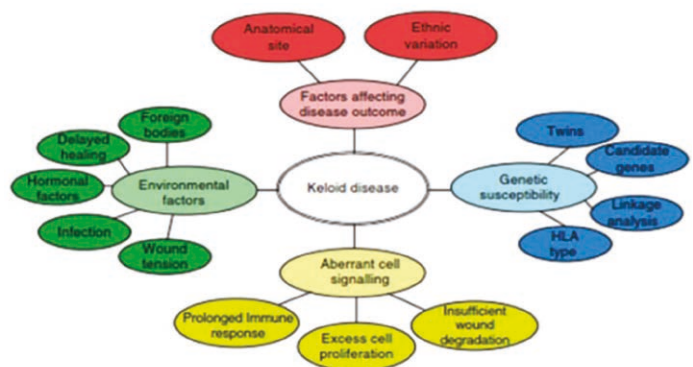 Anatomical
site
Ethnic
variation
Factors affecting
disease outcome
Foreign
bodies
Delayed
healing
Hormonal
factors
Infection
Wound
tension
Environmental
factors
Keloid disease
Genetic
susceptibility
Twins
Candidate
genes
Linkage
analysis
HLA
type
Aberrant cell
signalling
Prolonged Immune
response
Excess cell
proliferation
Insufficient
wound
degradation